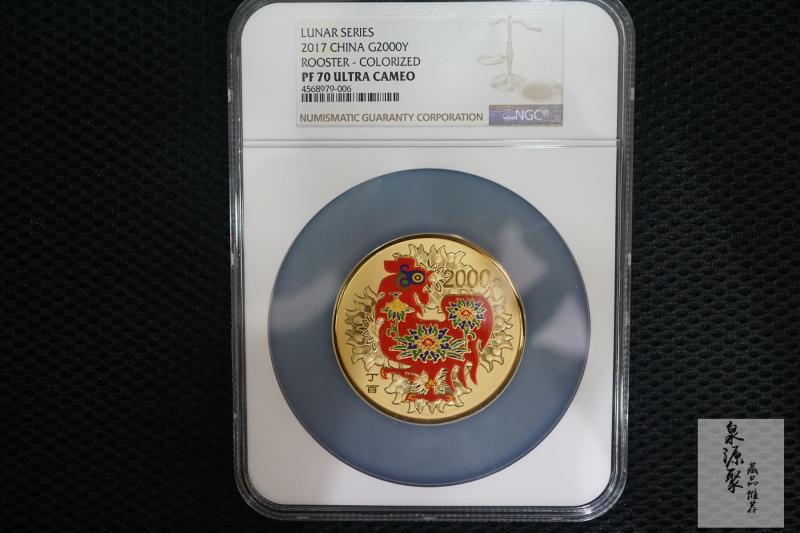 LUNAR SERIES
2017 CHINA G2000Y
ROOSTER - COLORIZED
PF 70 ULTRA CAMEO
4568979-006
NUMISMATIC GUARANTY CORPORATION
NGC
2000
丁
酉
泉源聚
藏品推荐